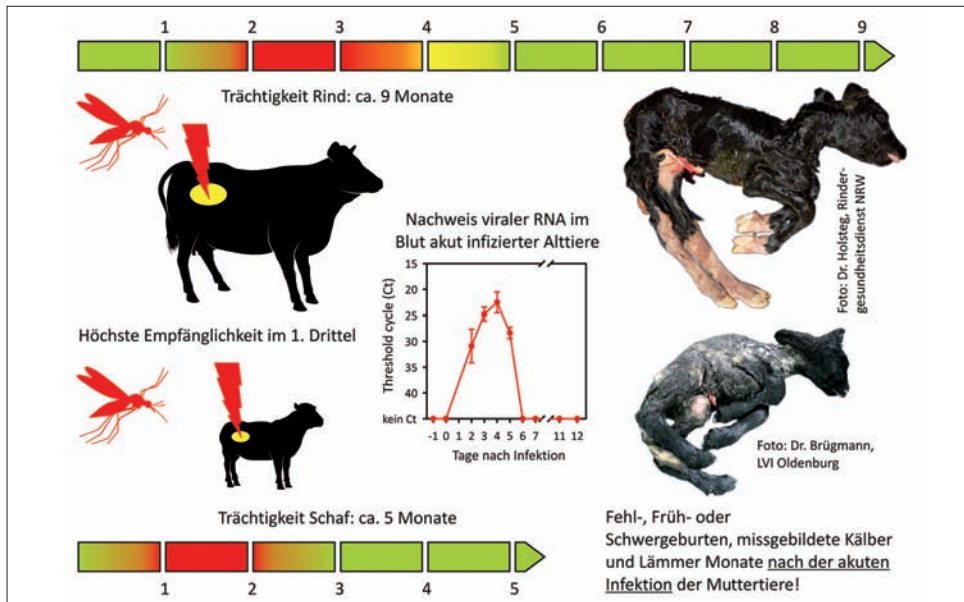 1 2 3 4 5 6 7 8 9
Trächtigkeit Rind: ca. 9 Monate
Nachweis viraler RNA im
Blut akut infizierter Alttiere
Threshold cycle (Ct)
15
20
25
30
35
40
kein Ct
-1 0 1 2 3 4 5 6 7 11 12
Tage nach Infektion
Foto: Dr. Holsteg, Rinder-
gesundheitsdienst NRW
Höchste Empfänglichkeit im 1. Drittel
Foto: Dr. Brügmann,
LVI Oldenburg
Trächtigkeit Schaf: ca. 5 Monate
1 2 3 4 5
Fehl-, Früh- oder
Schwergeburten, missgebildete Kälber
und Lämmer Monate nach der akuten
Infektion der Muttertiere!